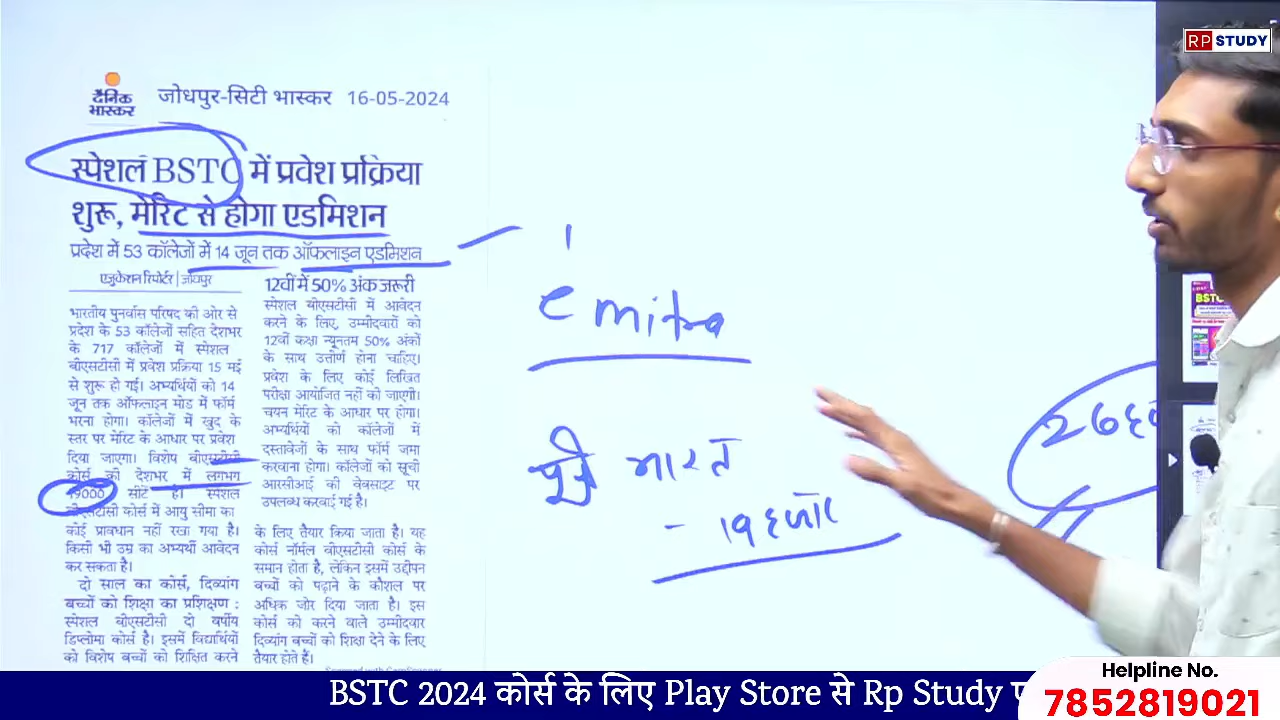 RP STUDY
दैनिक
भास्कर
जोधपुर-सिटी भास्कर 16-05-2024
स्पेशल BSTC में प्रवेश प्रक्रिया
शुरू, मेरिट से होगा एडमिशन
प्रदेश में 53 कॉलेजों में 14 जून तक ऑफलाइन एडमिशन
एजुकेशन रिपोर्टर | जोधपुर
भारतीय पुनर्वास परिषद की ओर से
प्रदेश के 53 कॉलेजों सहित देशभर
के 717 कॉलेजों में स्पेशल
बीएसटीसी में प्रवेश प्रक्रिया 15 मई
से शुरू हो गई। अभ्यर्थियों को 14
जून तक ऑफलाइन मोड में फॉर्म
भरना होगा। कॉलेजों में खुद के
स्तर पर मेरिट के आधार पर प्रवेश
दिया जाएगा। विशेष बीएसटीसी
कोर्स की देशभर में लगभग
19000 सीटें है। स्पेशल
बीएसटीसी कोर्स में आयु सीमा का
कोई प्रावधान नहीं रखा गया है।
किसी भी उम्र का अभ्यर्थी आवेदन
कर सकता है।
दो साल का कोर्स, दिव्यांग
बच्चों को शिक्षा का प्रशिक्षण :
स्पेशल बीएसटीसी दो वर्षीय
डिप्लोमा कोर्स है। इसमें विद्यार्थियों
को विशेष बच्चों को शिक्षित करने
12वीं में 50% अंक जरूरी
स्पेशल बीएसटीसी में आवेदन
करने के लिए, उम्मीदवारों को
12वीं कक्षा न्यूनतम 50% अंकों
के साथ उत्तीर्ण होना चाहिए।
प्रवेश के लिए कोई लिखित
परीक्षा आयोजित नहीं की जाएगी।
चयन मेरिट के आधार पर होगा।
अभ्यर्थियों को कॉलेजों में
दस्तावेजों के साथ फॉर्म जमा
करवाना होगा। कॉलेजों की सूची
आरसीआई की वेबसाइट पर
उपलब्ध करवाई गई है।
के लिए तैयार किया जाता है। यह
कोर्स नॉर्मल बीएसटीसी कोर्स के
समान होता है, लेकिन इसमें उद्दीपन
बच्चों को पढ़ाने के कौशल पर
अधिक जोर दिया जाता है। इस
कोर्स को करने वाले उम्मीदवार
दिव्यांग बच्चों को शिक्षा देने के लिए
तैयार होते हैं।
emitra
पूरे भारत
- 19 हजार
BSTC 2024 कोर्स के लिए Play Store से Rp Study
Helpline No.
7852819021